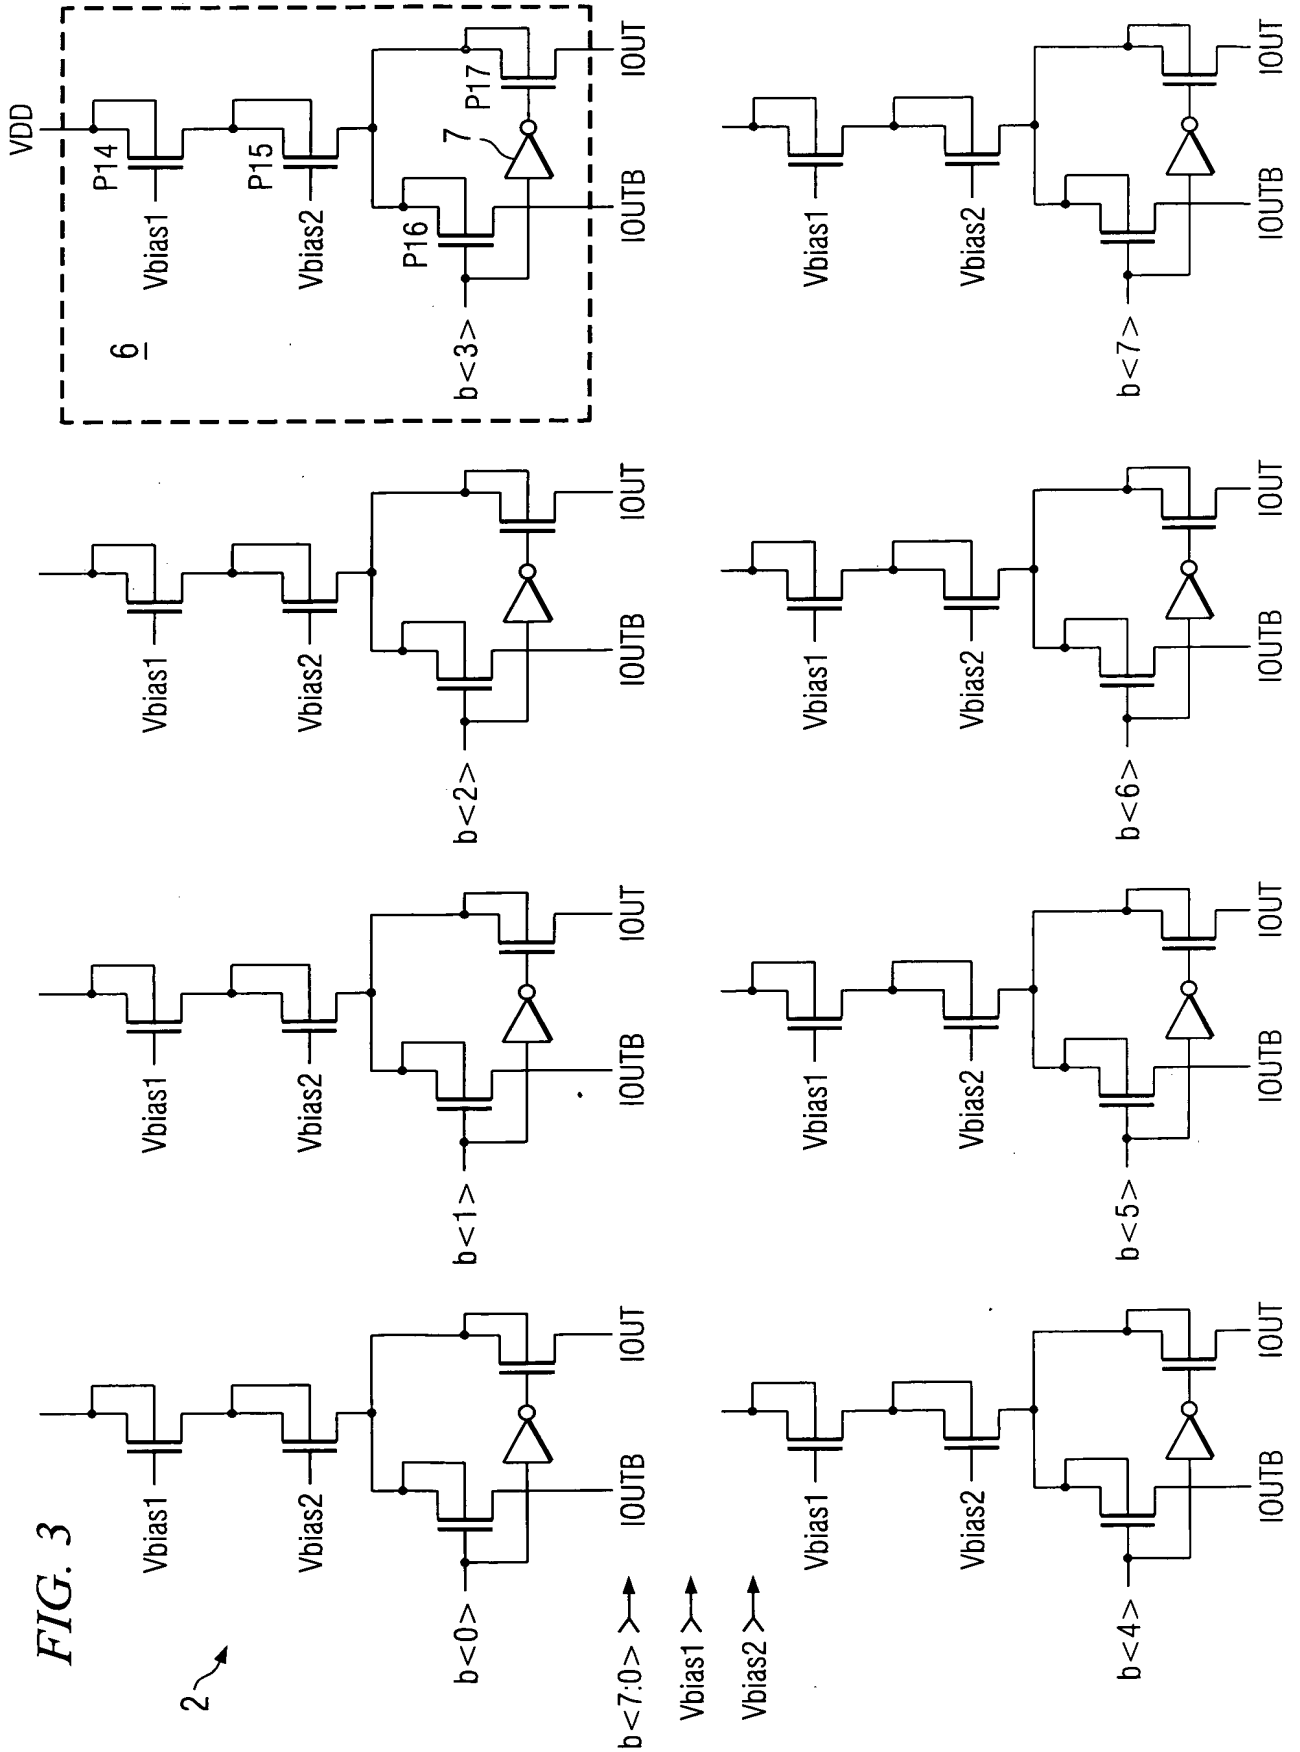 FIG. 3
2
VDD
6
P14
P15
P16
P17
7
Vbias1
Vbias2
b<0>
IOUTB
IOUT
Vbias1
Vbias2
b<1>
IOUTB
IOUT
Vbias1
Vbias2
b<2>
IOUTB
IOUT
Vbias1
Vbias2
b<3>
IOUTB
IOUT
b<7:0>
Vbias1
Vbias2
Vbias1
Vbias2
b<4>
IOUTB
IOUT
Vbias1
Vbias2
b<5>
IOUTB
IOUT
Vbias1
Vbias2
b<6>
IOUTB
IOUT
Vbias1
Vbias2
b<7>
IOUTB
IOUT